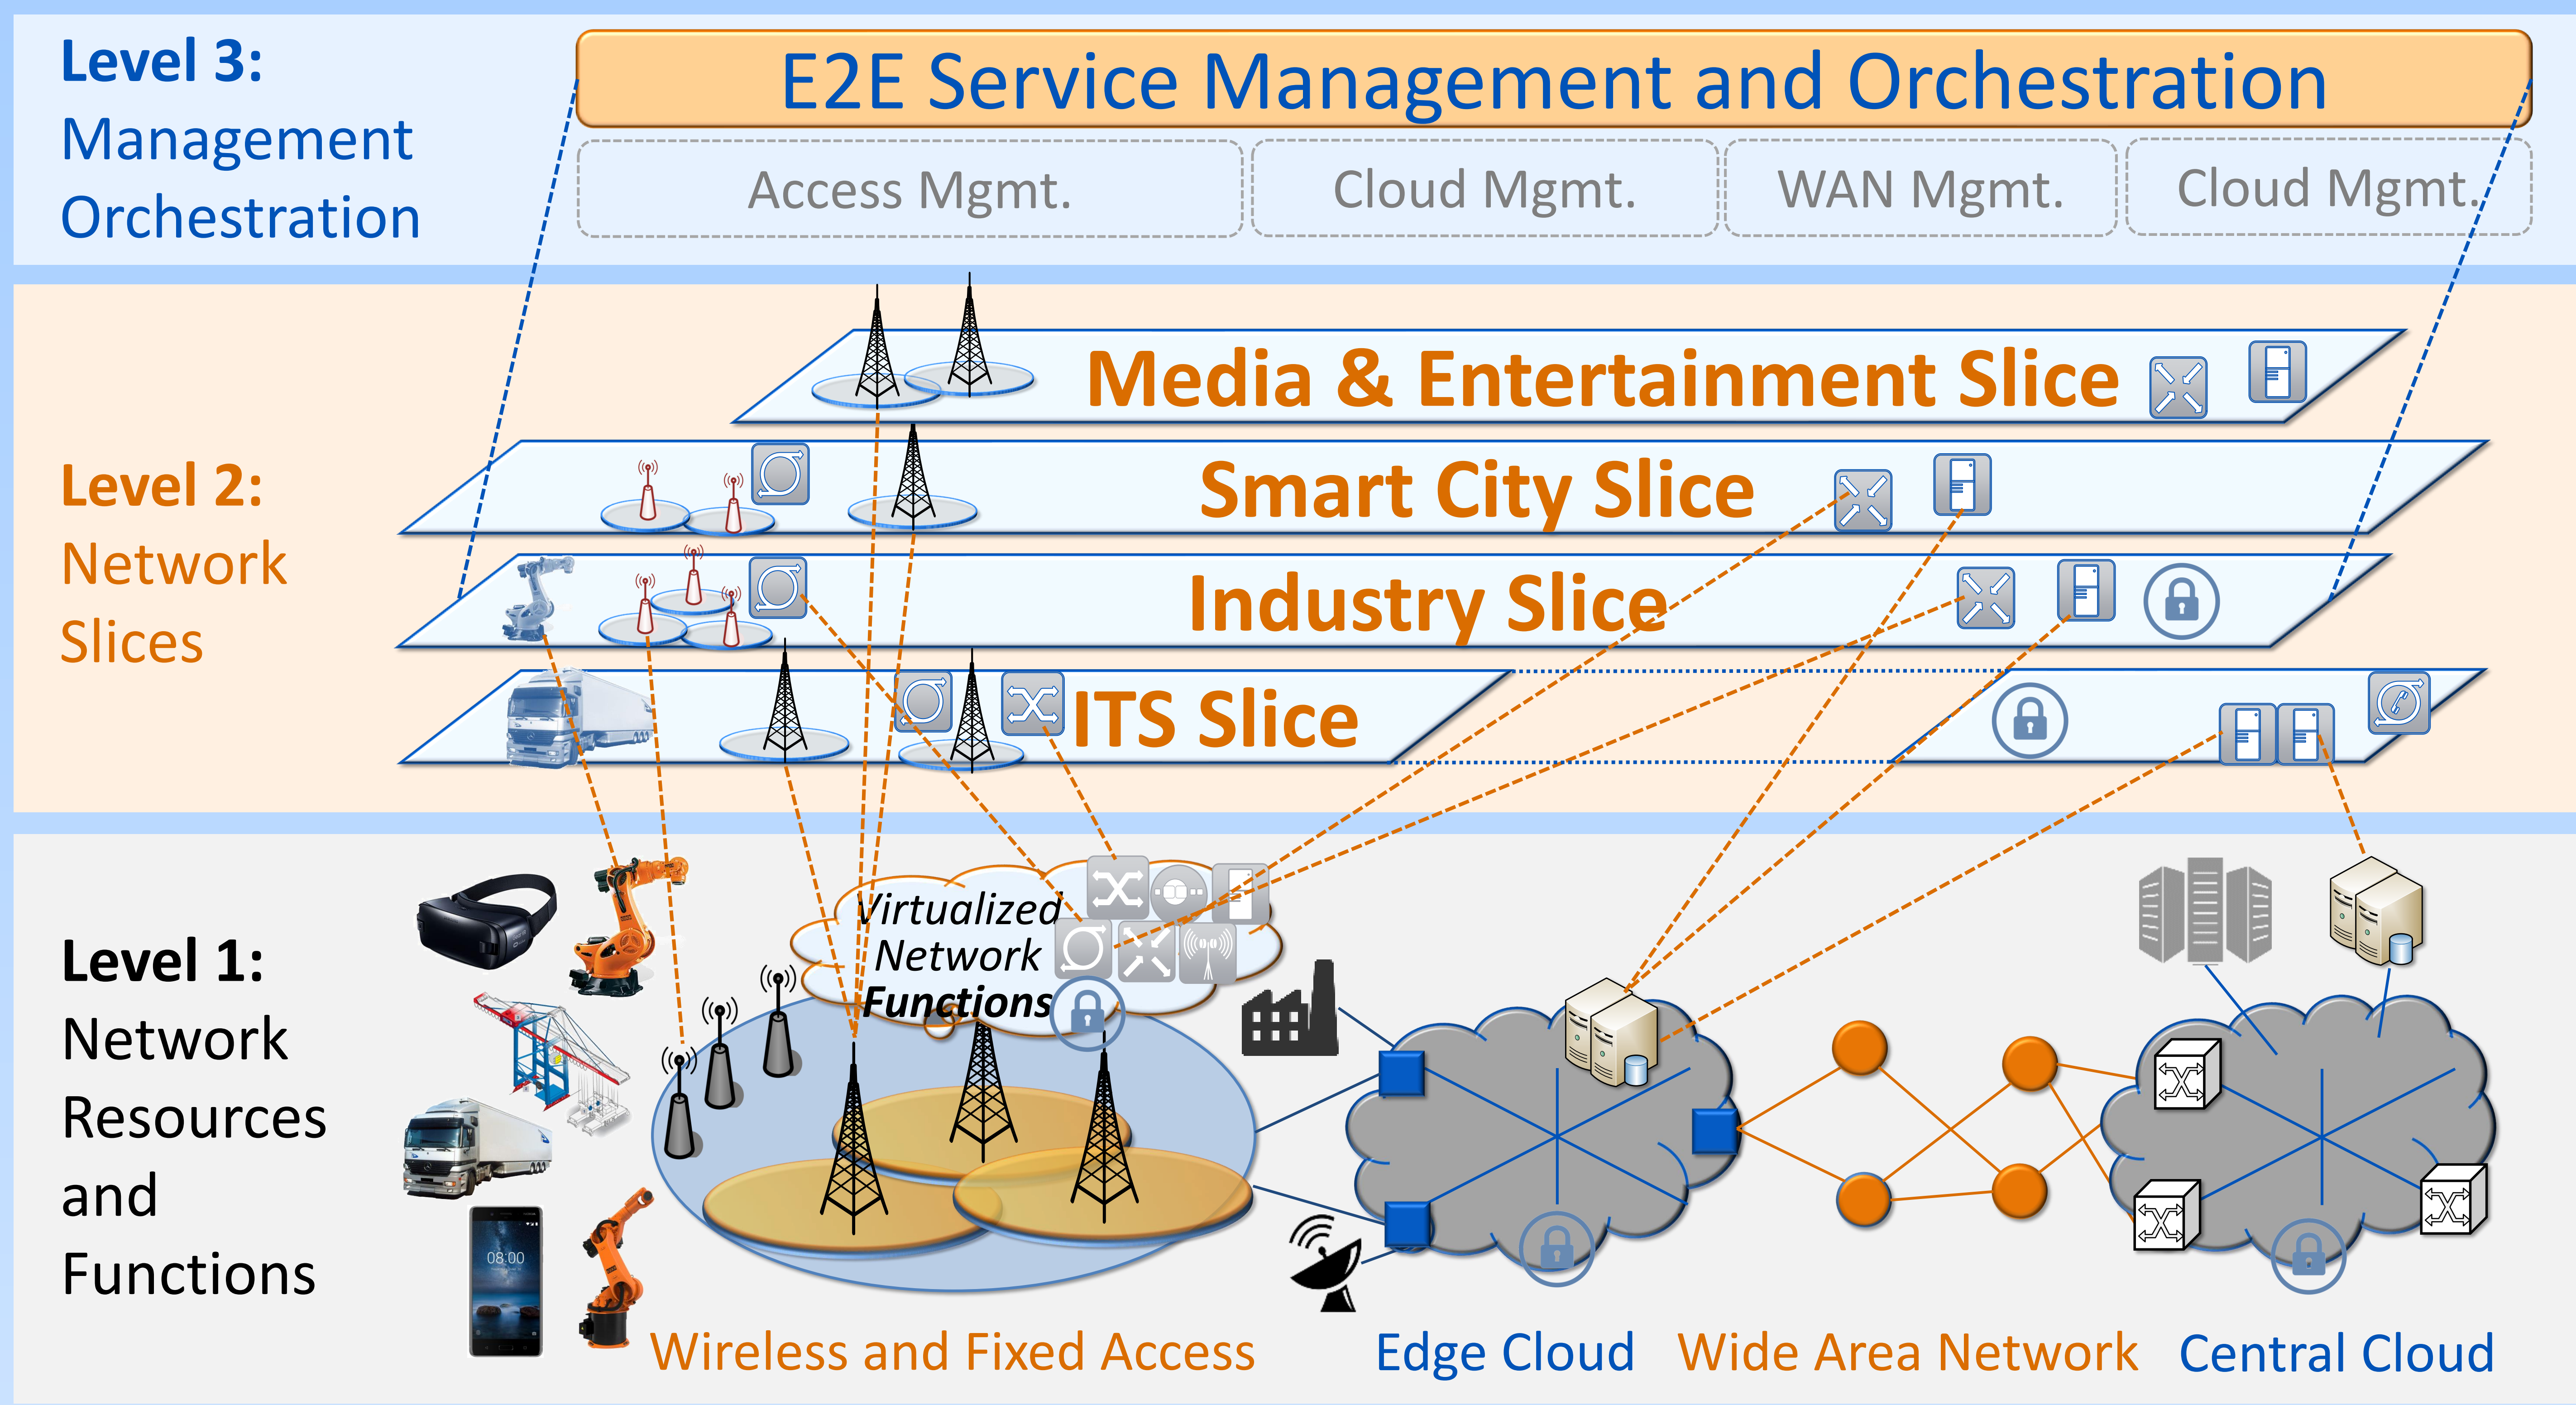 Level 3:
Management
Orchestration
E2E Service Management and Orchestration
Access Mgmt.
Cloud Mgmt.
WAN Mgmt.
Cloud Mgmt.
Level 2:
Network
Slices
Media & Entertainment Slice
Smart City Slice
Industry Slice
ITS Slice
Level 1:
Network
Resources
and
Functions
Virtualized
Network
Functions
08:00
Wireless and Fixed Access
Edge Cloud
Wide Area Network
Central Cloud